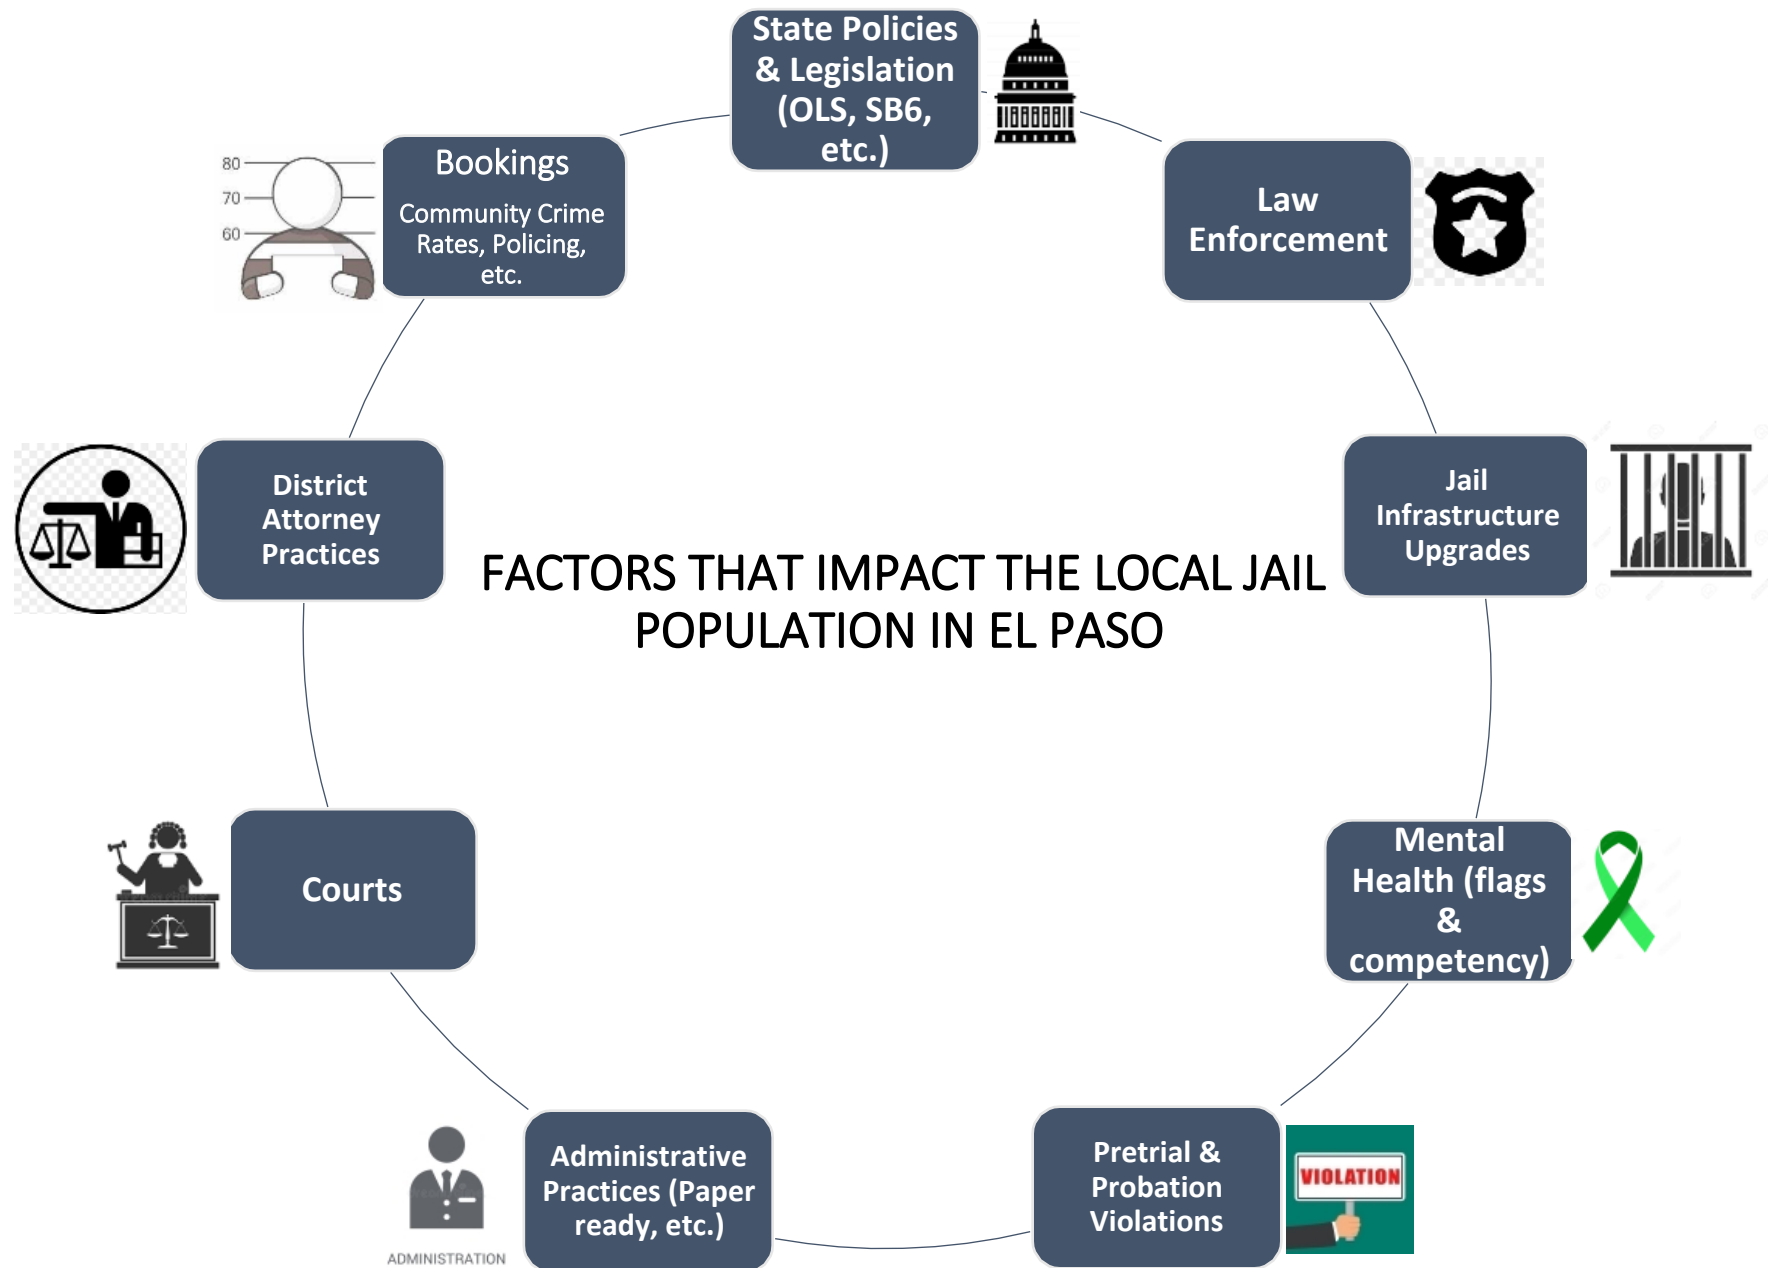 State Policies
& Legislation
(OLS, SB6,
etc.)
Law
Enforcement
Jail
Infrastructure
Upgrades
Mental
Health (flags
&
competency)
Pretrial &
Probation
Violations
VIOLATION
Administrative
Practices (Paper
ready, etc.)
ADMINISTRATION
Courts
District
Attorney
Practices
Bookings
Community Crime
Rates, Policing,
etc.
80
70
60
FACTORS THAT IMPACT THE LOCAL JAIL
POPULATION IN EL PASO